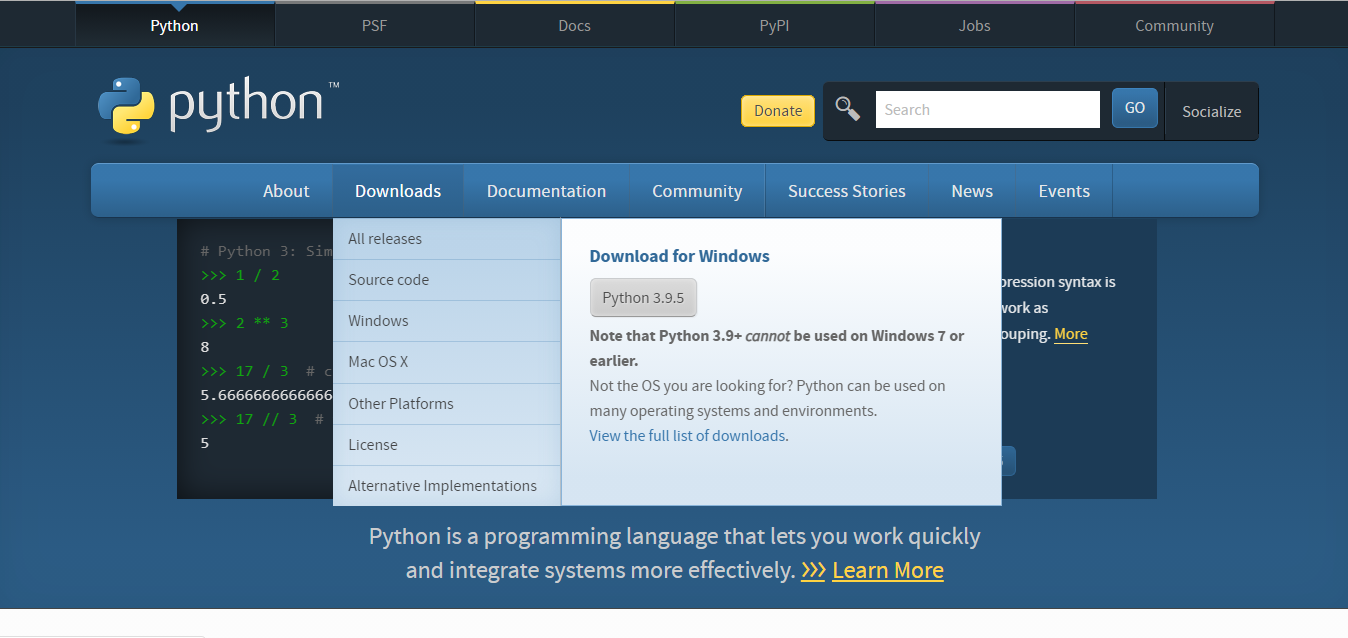 Python PSF Docs PyPI Jobs Community
python™
Donate Search GO Socialize
About Downloads Documentation Community Success Stories News Events
# Python 3: Sim
>>> 1 / 2
0.5
>>> 2 ** 3
8
>>> 17 / 3 # c
5.6666666666666
>>> 17 // 3 #
5
All releases
Source code
Windows
Mac OS X
Other Platforms
License
Alternative Implementations
Download for Windows
Python 3.9.5
Note that Python 3.9+ cannot be used on Windows 7 or
earlier.
Not the OS you are looking for? Python can be used on
many operating systems and environments.
View the full list of downloads.
pression syntax is
work as
ouping. More
Python is a programming language that lets you work quickly
and integrate systems more effectively. >>> Learn More